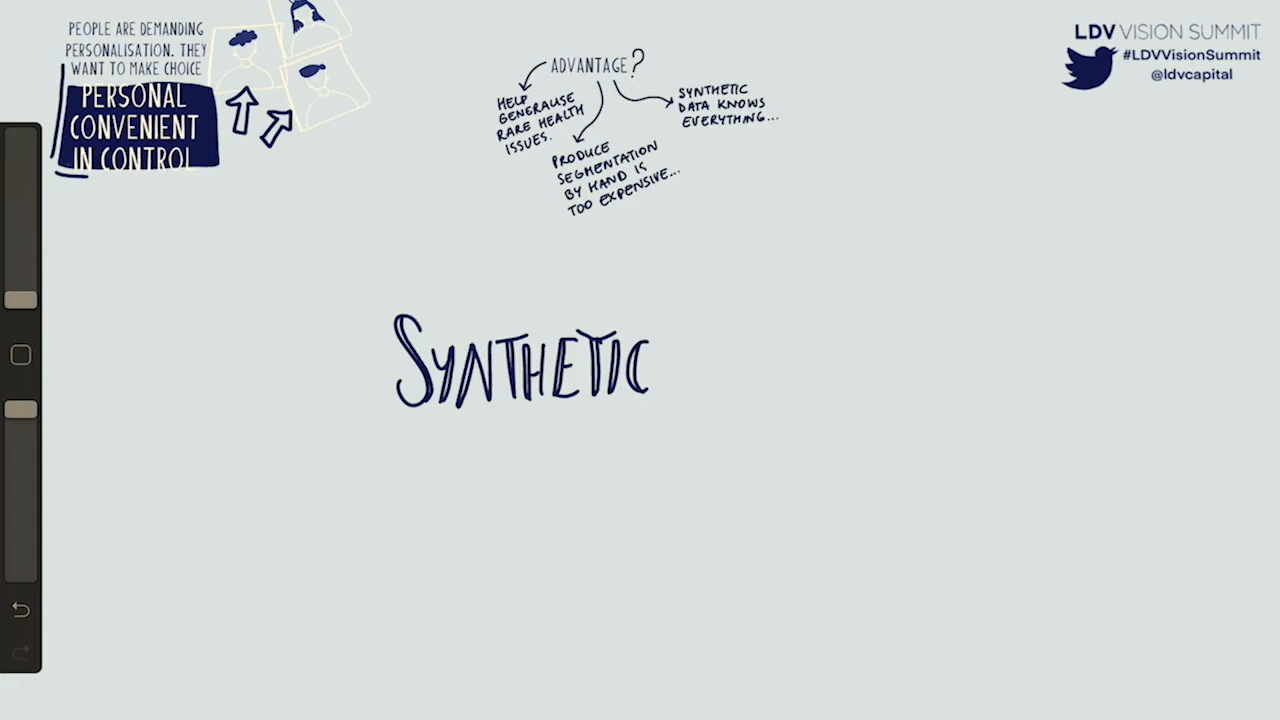 PEOPLE ARE DEMANDING
PERSONALISATION. THEY
WANT TO MAKE CHOICE
PERSONAL
CONVENIENT
IN CONTROL
ADVANTAGE?
HELP
GENERAUSE
RARE HEALTH
ISSUES.
PRODUCE
SEGMENTATION
BY HAND IS
TOO EXPENSIVE...
SYNTHETIC
DATA KNOWS
EVERYTHING...
SYNTHETIC
LDV VISION SUMMIT
#LDVVisionSummit
@ldvcapital